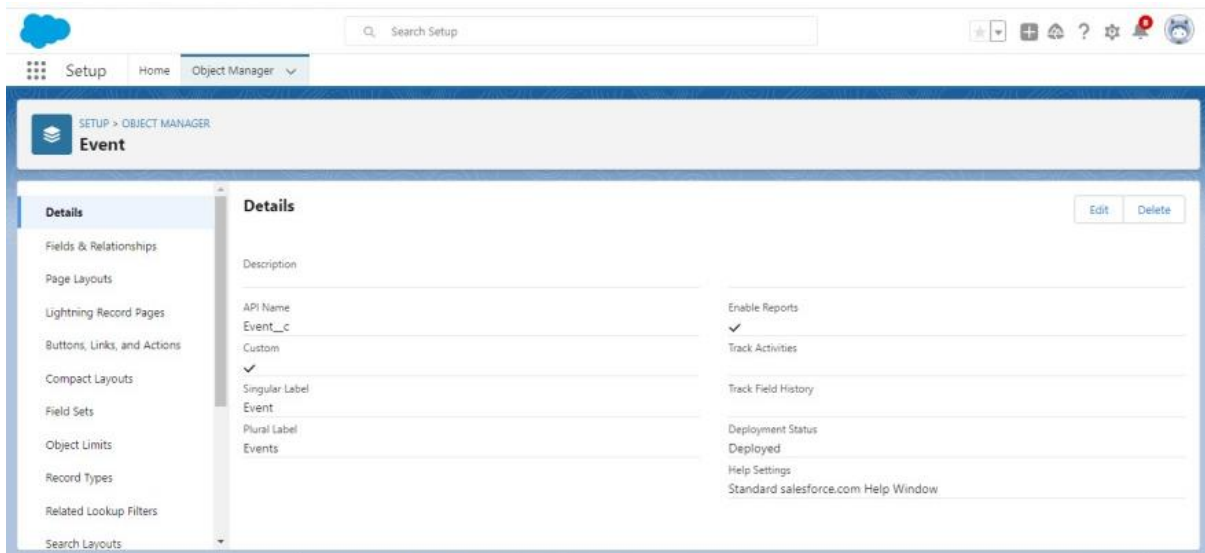 Search Setup
8
Setup Home Object Manager
SETUP > OBJECT MANAGER
Event
Details
Fields & Relationships
Page Layouts
Lightning Record Pages
Buttons, Links, and Actions
Compact Layouts
Field Sets
Object Limits
Record Types
Related Lookup Filters
Search Layouts
Details
Edit Delete
Description
API Name
Event__c
Custom
Singular Label
Event
Plural Label
Events
Enable Reports
Track Activities
Track Field History
Deployment Status
Deployed
Help Settings
Standard salesforce.com Help Window